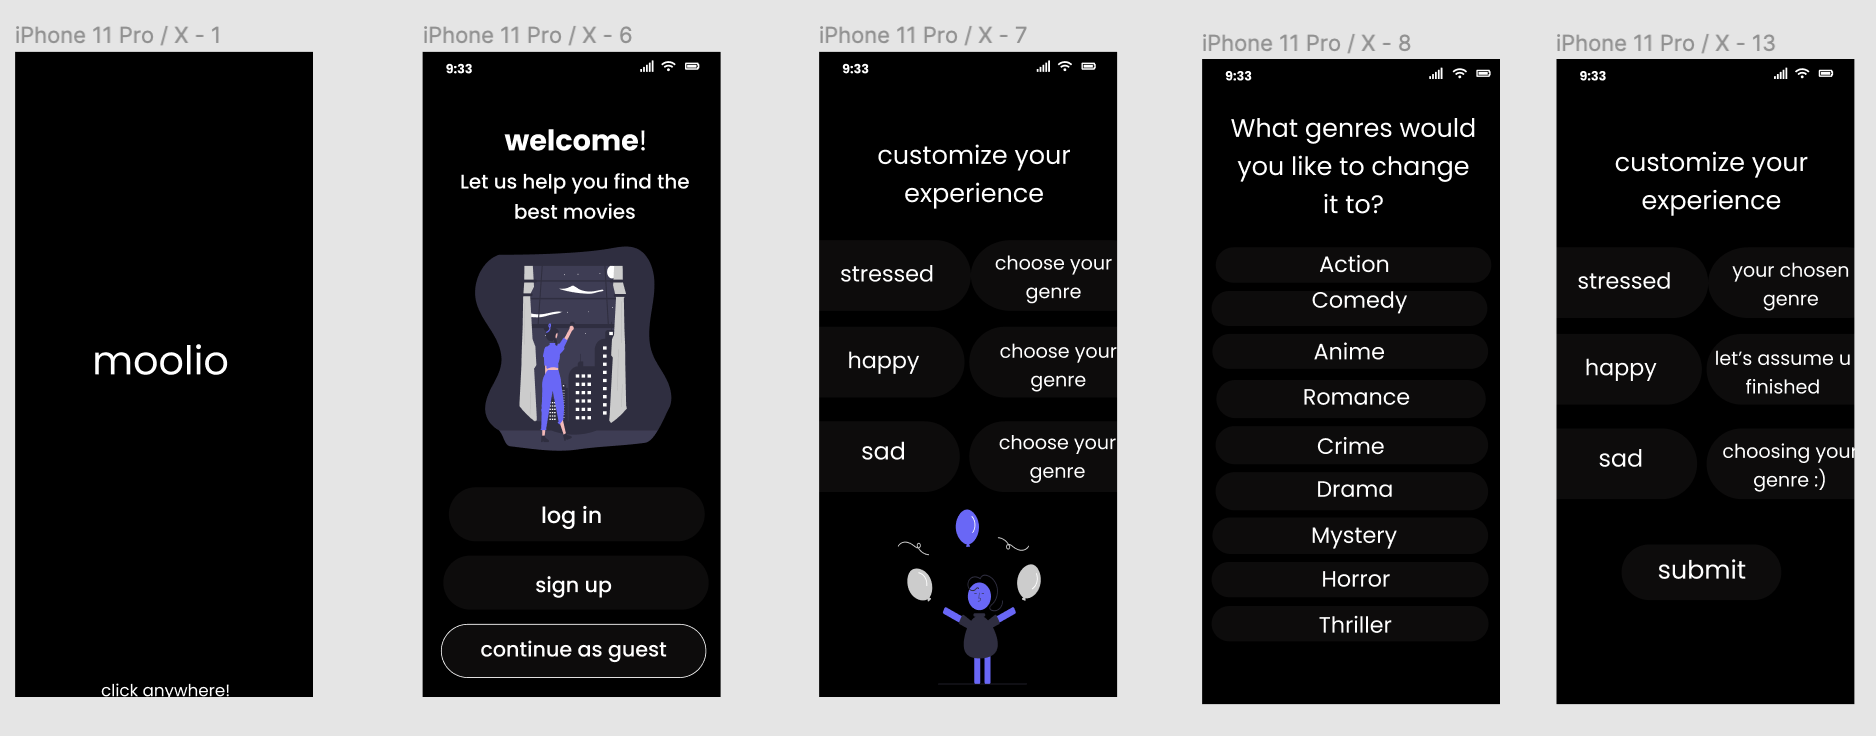 iPhone 11 Pro / X - 1
moolio
click anywhere!
iPhone 11 Pro / X - 6
9:33
welcome!
Let us help you find the
best movies
log in
sign up
continue as guest
iPhone 11 Pro / X - 7
9:33
customize your
experience
stressed
choose your
genre
happy
choose your
genre
sad
choose your
genre
iPhone 11 Pro / X - 8
9:33
What genres would
you like to change
it to?
Action
Comedy
Anime
Romance
Crime
Drama
Mystery
Horror
Thriller
iPhone 11 Pro / X - 13
9:33
customize your
experience
stressed
your chosen
genre
happy
let's assume u
finished
sad
choosing your
genre :)
submit